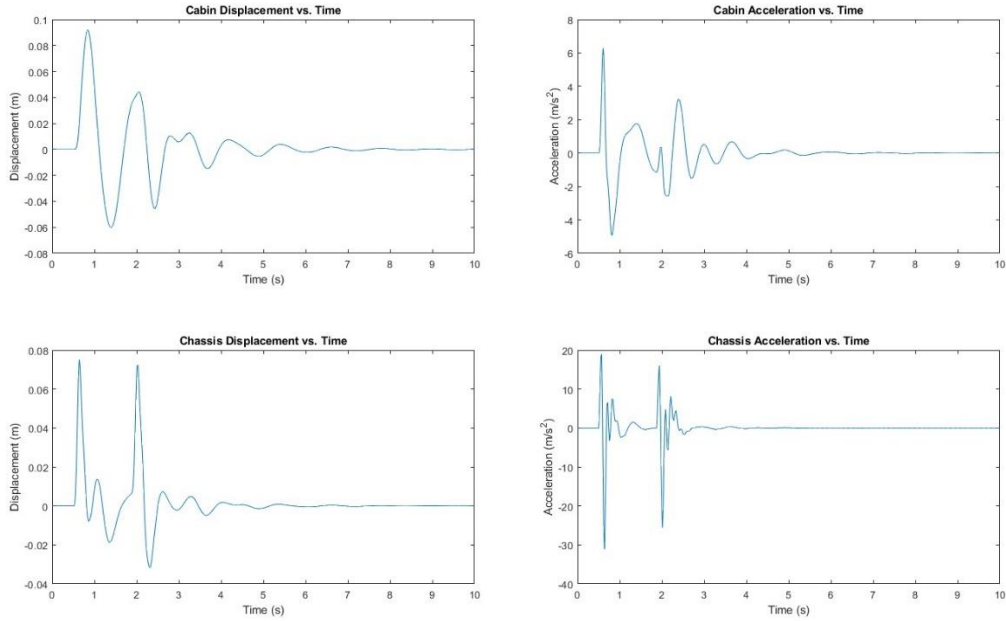 Cabin Displacement vs. Time
0.1
0.08
0.06
0.04
0.02
0
-0.02
-0.04
-0.06
-0.08
Displacement (m)
0 1 2 3 4 5 6 7 8 9 10
Time (s)
Cabin Acceleration vs. Time
8
6
4
2
0
-2
-4
-6
Acceleration (m/s²)
0 1 2 3 4 5 6 7 8 9 10
Time (s)
Chassis Displacement vs. Time
0.08
0.06
0.04
0.02
0
-0.02
-0.04
Displacement (m)
0 1 2 3 4 5 6 7 8 9 10
Time (s)
Chassis Acceleration vs. Time
20
10
0
-10
-20
-30
-40
Acceleration (m/s²)
0 1 2 3 4 5 6 7 8 9 10
Time (s)